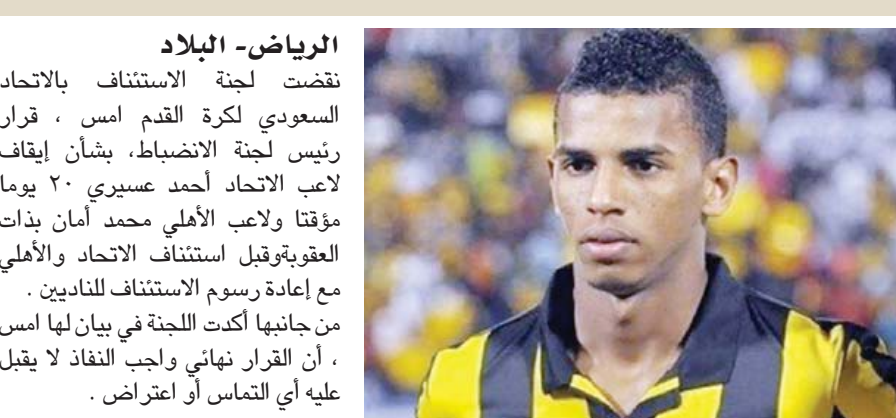 الرياض- البلاد
نقضت لجنة الاستئناف بالاتحاد
السعودي لكرة القدم امس ، قرار
رئيس لجنة الانضباط، بشأن إيقاف
لاعب الاتحاد أحمد عسيري ٢٠ يوما
مؤقتا ولاعب الأهلي محمد أمان بذات
العقوبةوقبل استئناف الاتحاد والأهلي
مع إعادة رسوم الاستئناف للناديين .
من جانبها أكدت اللجنة في بيان لها امس
، أن القرار نهائي واجب النفاذ لا يقبل
عليه أي التماس أو اعتراض .